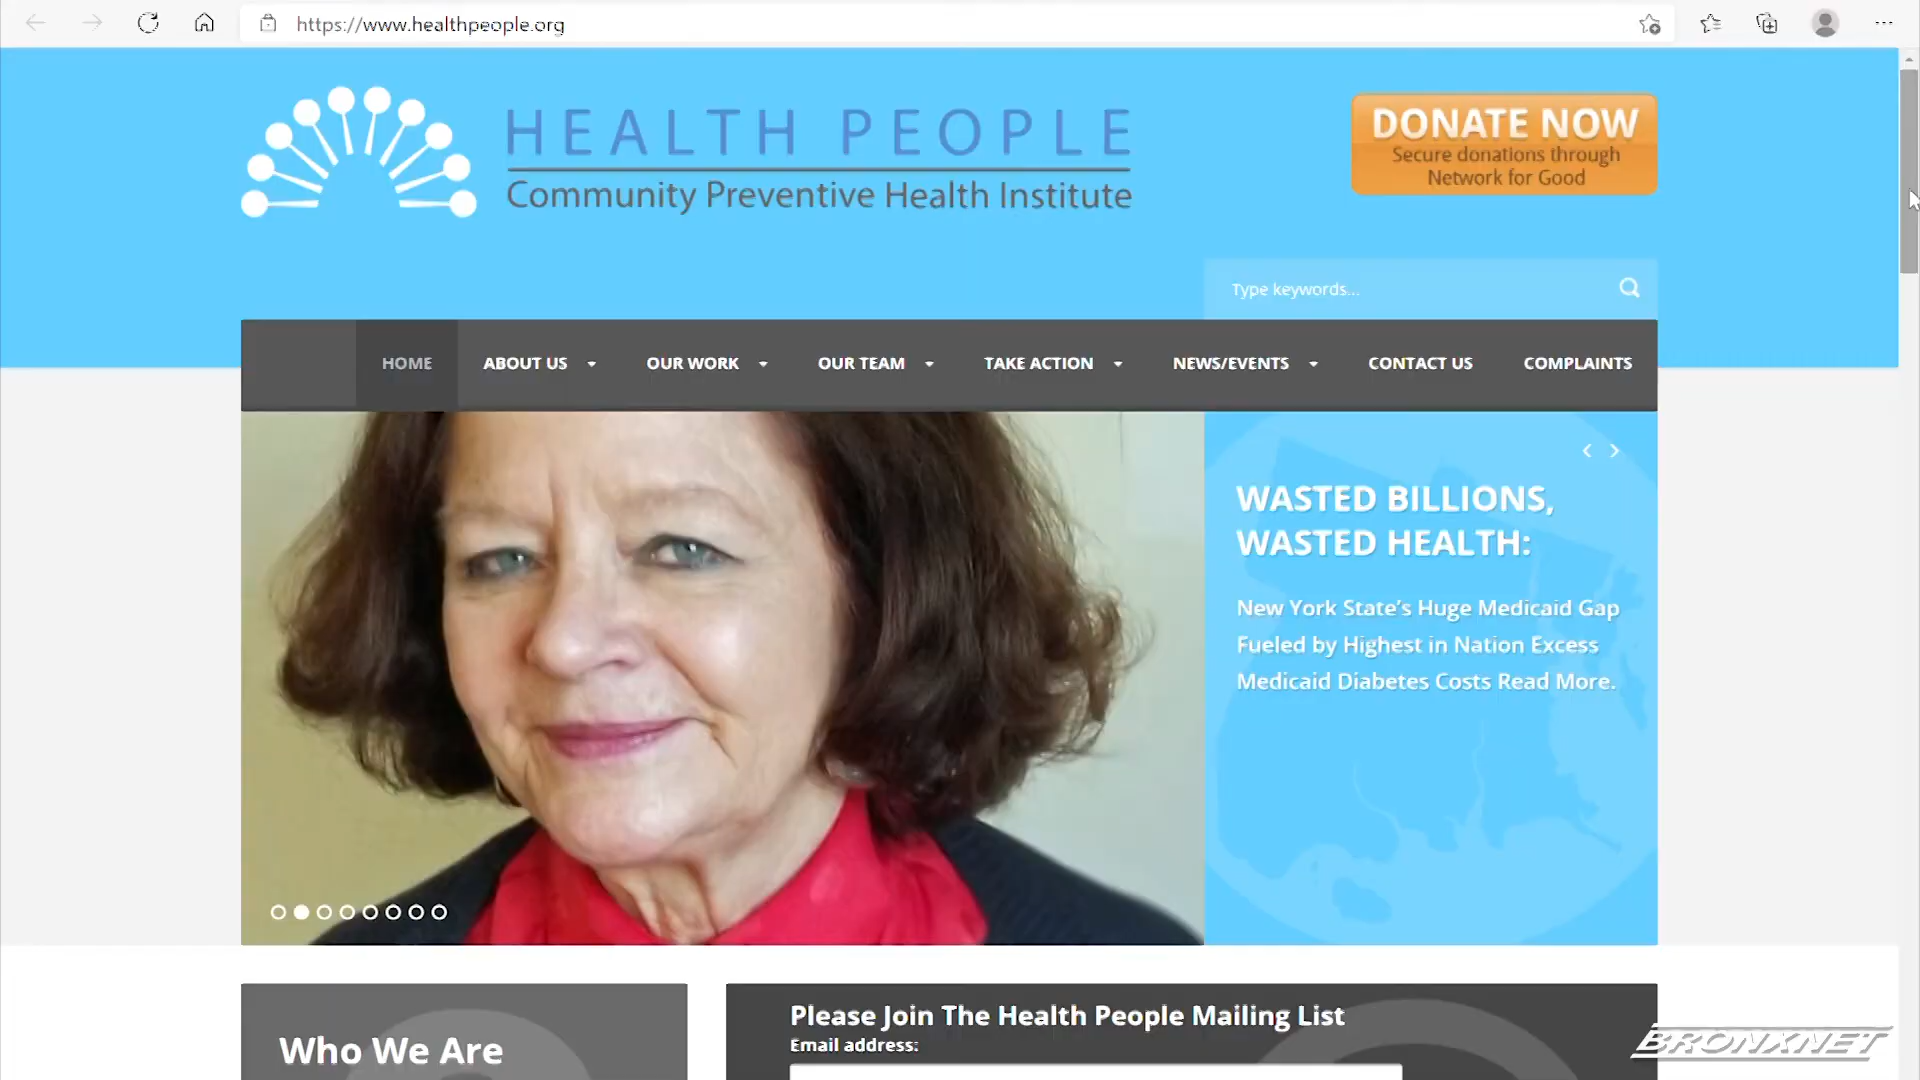 https://www.healthpeople.org
HEALTH PEOPLE
Community Preventive Health Institute
DONATE NOW
Secure donations through
Network for Good
Type keywords...
HOME
ABOUT US
OUR WORK
OUR TEAM
TAKE ACTION
NEWS/EVENTS
CONTACT US
COMPLAINTS
WASTED BILLIONS,
WASTED HEALTH:
New York State’s Huge Medicaid Gap
Fueled by Highest in Nation Excess
Medicaid Diabetes Costs Read More.
Who We Are
Please Join The Health People Mailing List
Email address:
BRONXNET